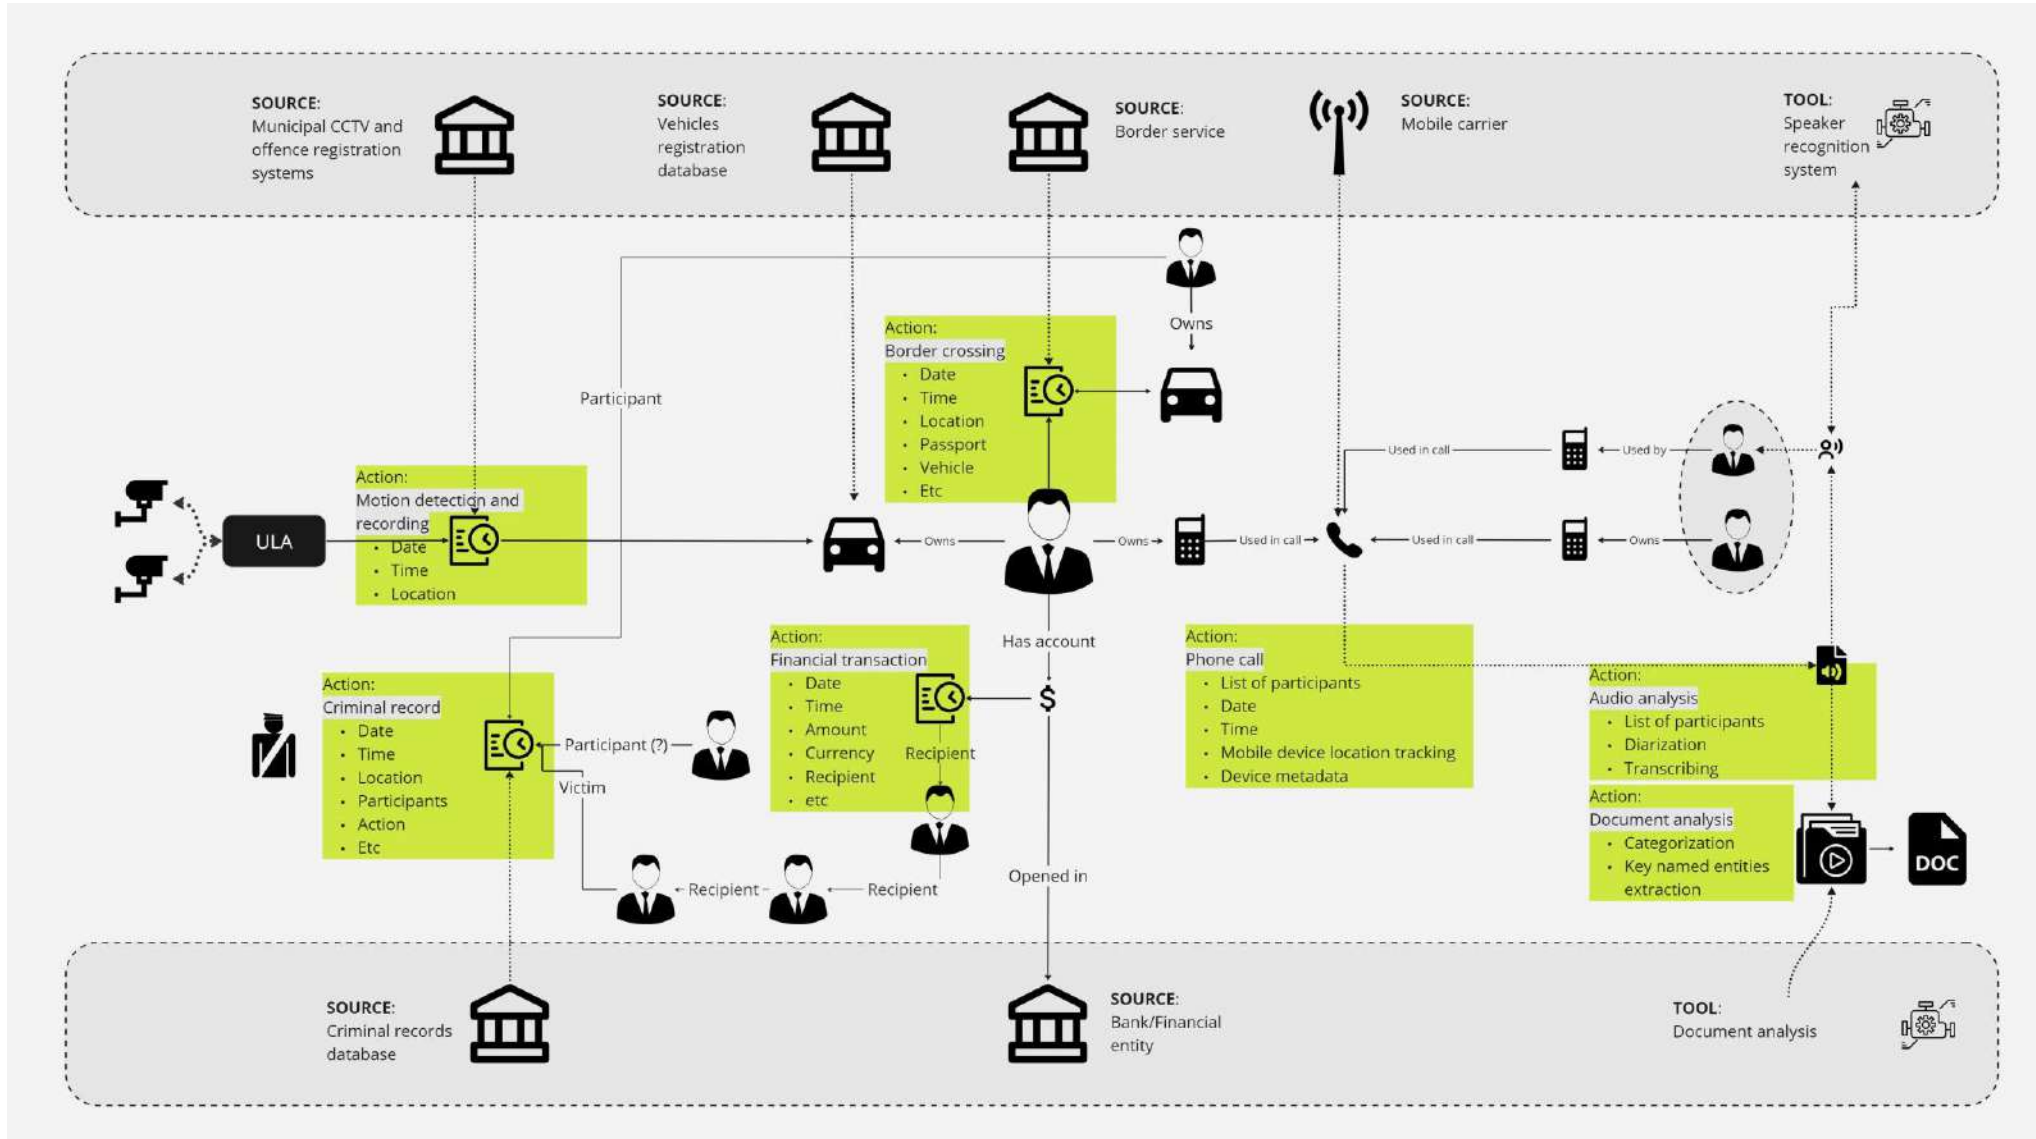 SOURCE:
Municipal CCTV and
offence registration
systems
SOURCE:
Vehicles
registration
database
SOURCE:
Border service
SOURCE:
Mobile carrier
TOOL:
Speaker
recognition
system
Owns
Action:
Border crossing
• Date
• Time
• Location
• Passport
• Vehicle
• Etc
Participant
Used in call
Used by
Action:
Motion detection and
recording
• Date
• Time
• Location
ULA
Owns
Owns
Used in call
Used in call
Owns
Has account
Action:
Financial transaction
• Date
• Time
• Amount
• Currency
• Recipient
• etc
Recipient
$
Action:
Phone call
• List of participants
• Date
• Time
• Mobile device location tracking
• Device metadata
Action:
Audio analysis
• List of participants
• Diarization
• Transcribing
Action:
Criminal record
• Date
• Time
• Location
• Participants
• Action
• Etc
Participant (?)
Victim
Action:
Document analysis
• Categorization
• Key named entities
extraction
DOC
Recipient
Recipient
Opened in
SOURCE:
Criminal records
database
SOURCE:
Bank/Financial
entity
TOOL:
Document analysis